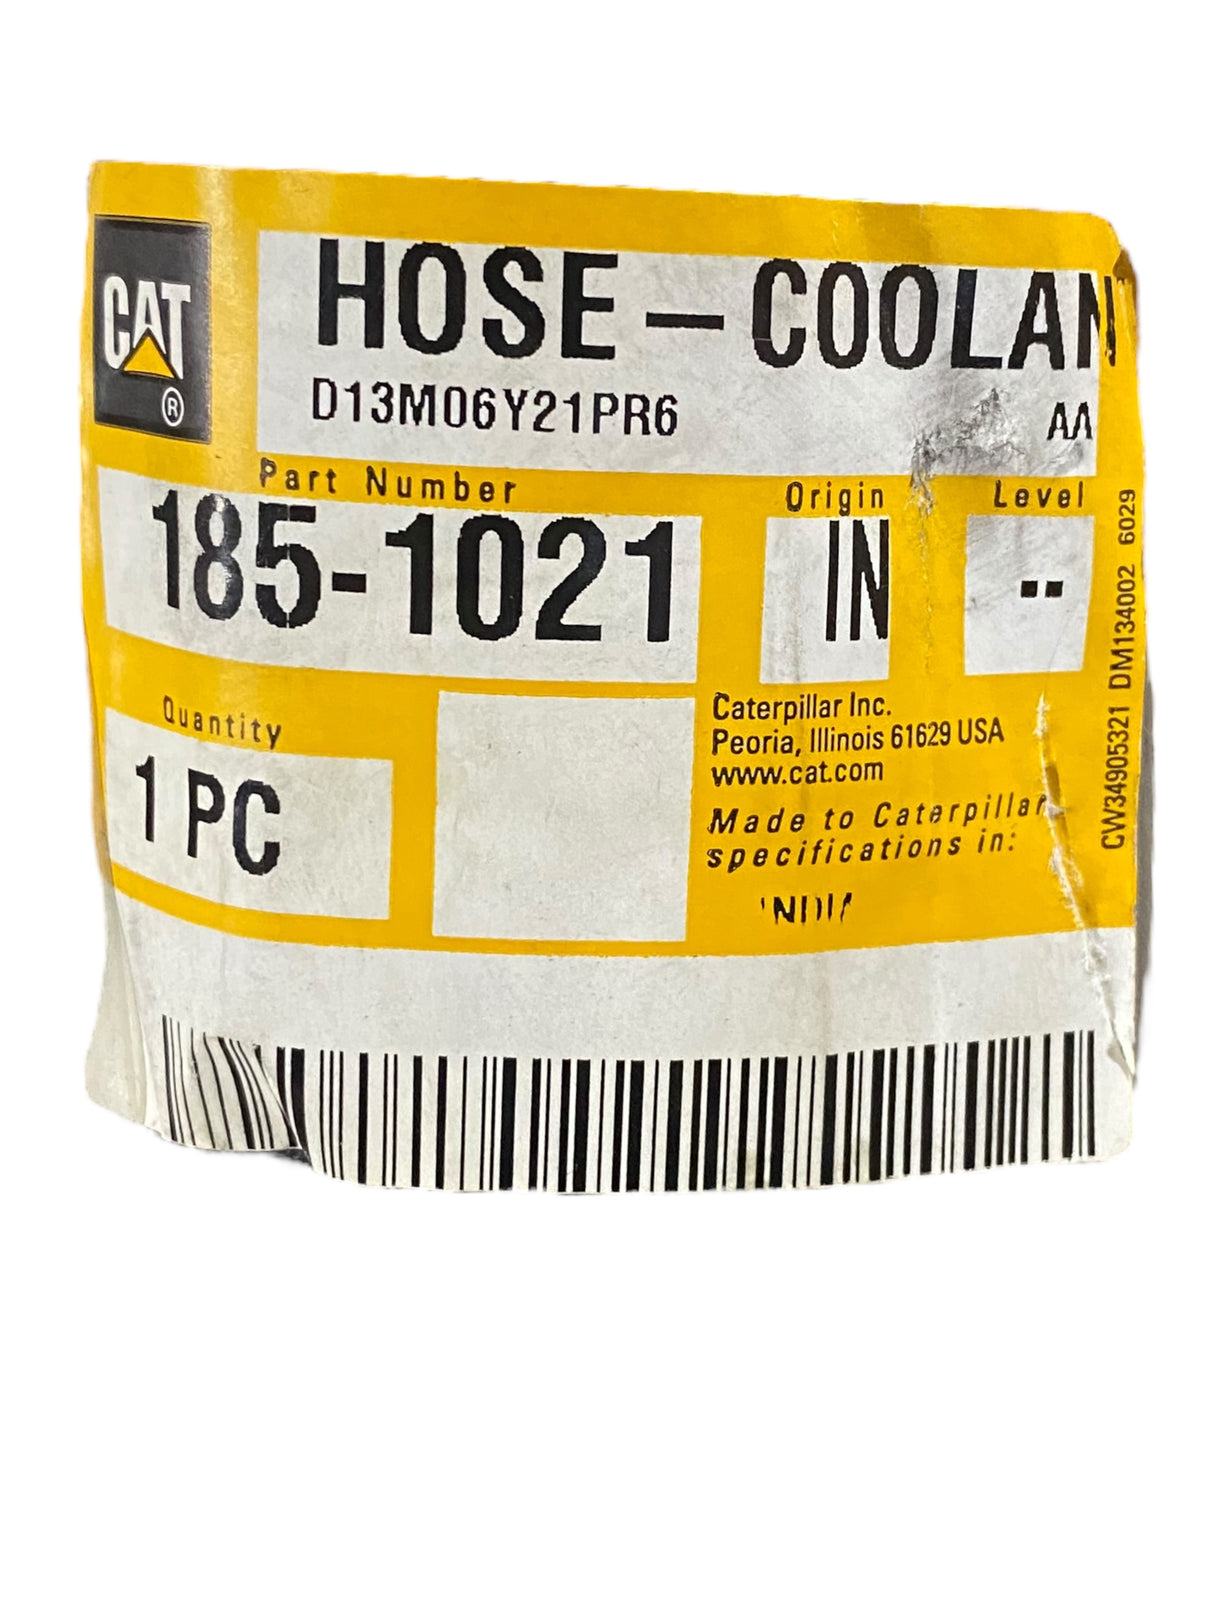 CAT
®
HOSE-COOLAN
D13M06Y21PR6 AA
Part Number Origin Level
185-1021 IN --
Quantity
1 PC
Caterpillar Inc.
Peoria, Illinois 61629 USA
www.cat.com
Made to Caterpillar
specifications in:
CW34905321 DM134002 6029